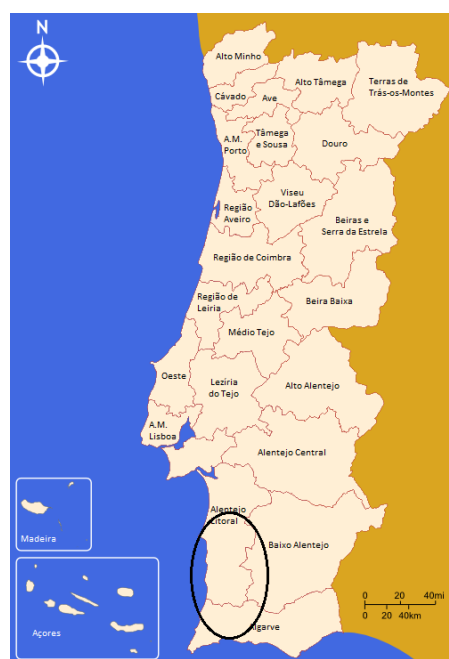 N
Alto Minho
Alto Tâmega
Terras de
Trás-os-Montes
Cávado
Ave
A.M.
Porto
Tâmega
e Sousa
Douro
Viseu
Dão-Lafões
Região
Aveiro
Beiras e
Serra da Estrela
Região de Coimbra
Região de
Leiria
Beira Baixa
Médio Tejo
Oeste
Lezíria
do Tejo
Alto Alentejo
A.M.
Lisboa
Alentejo Central
Alentejo
Litoral
Madeira
Baixo Alentejo
0 20 40mi
0 20 40km
Algarve
Açores